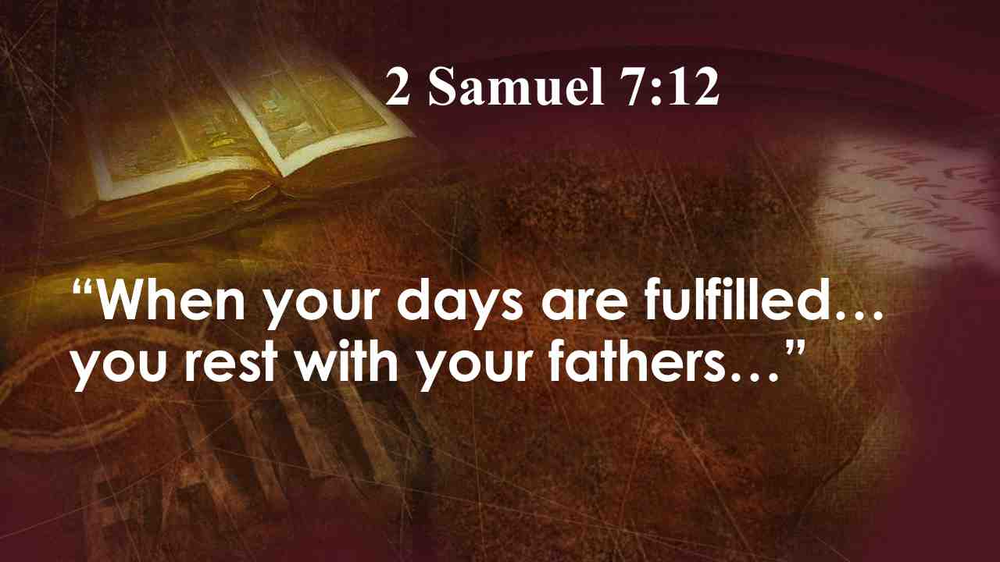 2 Samuel 7:12
“When your days are fulfilled…
you rest with your fathers…”